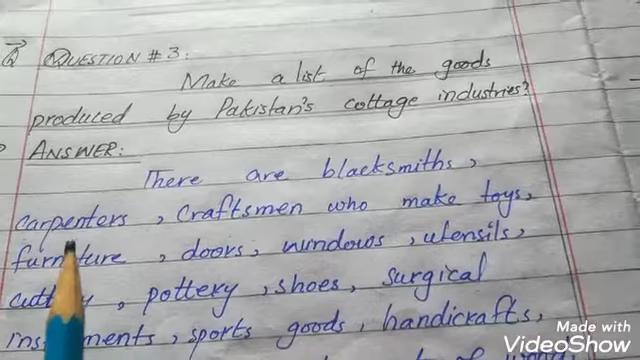 Q QUESTION #3:
Make a list of the goods
produced by Pakistan's cottage industries?
ANSWER:
There are blacksmiths,
carpenters, craftsmen who make toys,
furniture, doors, windows, utensils,
pottery, shoes, surgical
sports goods, handicrafts,
Made with
VideoShow